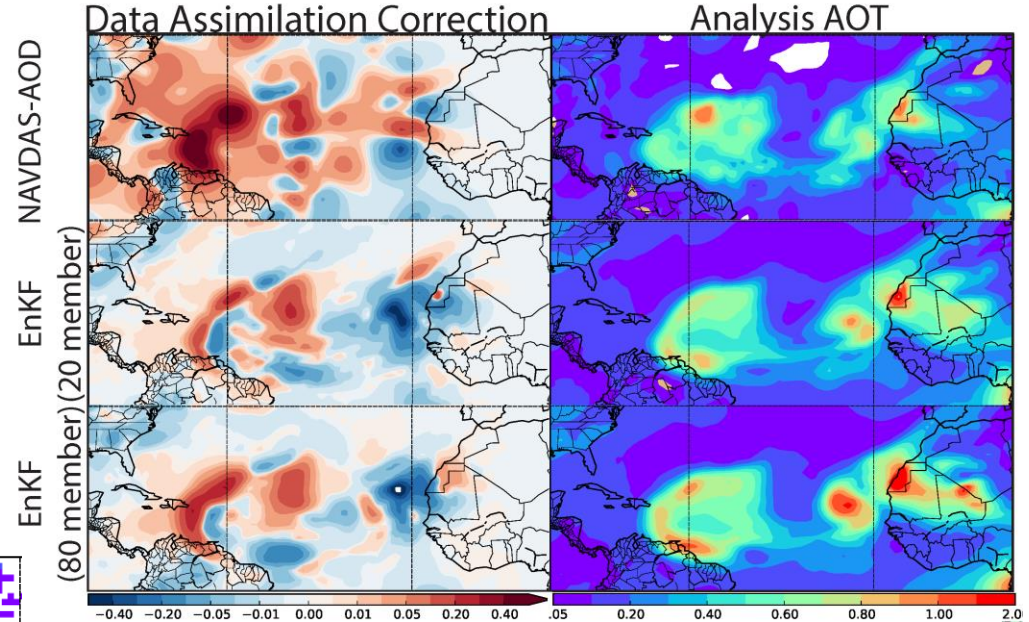 Data Assimilation Correction Analysis AOT
NAVDAS-AOD
EnKF
(20 member)
EnKF
(80 member)
−0.40 −0.20 −0.05 −0.01 0.00 0.01 0.05 0.20 0.40
.05 0.20 0.40 0.60 0.80 1.00 2.0